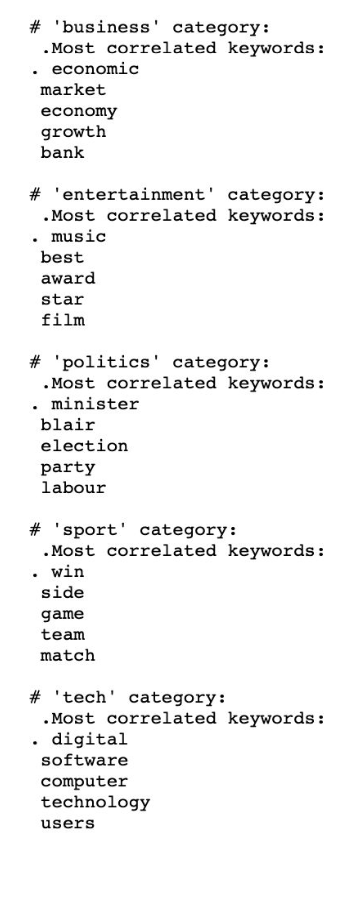 # 'business' category:
.Most correlated keywords:
. economic
market
economy
growth
bank
# 'entertainment' category:
.Most correlated keywords:
. music
best
award
star
film
# 'politics' category:
.Most correlated keywords:
. minister
blair
election
party
labour
# 'sport' category:
.Most correlated keywords:
. win
side
game
team
match
# 'tech' category:
.Most correlated keywords:
. digital
software
computer
technology
users